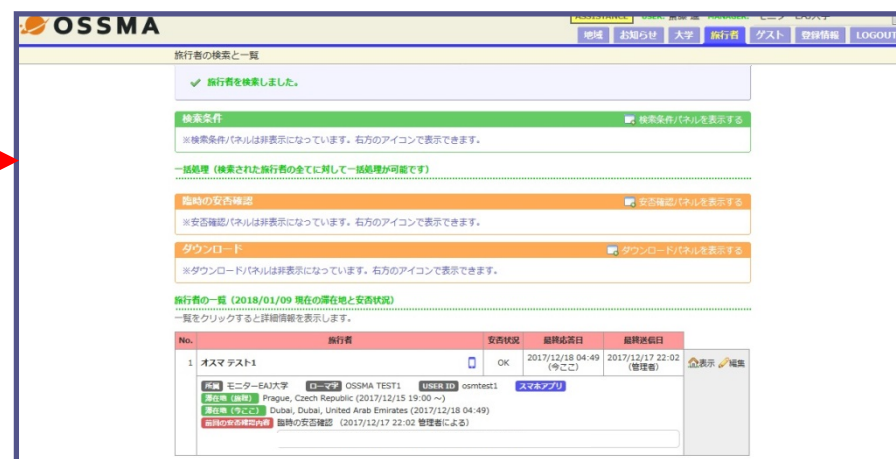 OSSMA
ASSISTANCE USER: MANAGER: モニターEAJ大学
地域 お知らせ 大学 旅行者 ゲスト 登録情報 LOGOUT
旅行者の検索と一覧
旅行者を検索しました。
検索条件 検索条件パネルを表示する
※検索条件パネルは非表示になっています。右方のアイコンで表示できます。
一括処理（検索された旅行者の全てに対して一括処理が可能です）
臨時の安否確認 安否確認パネルを表示する
※安否確認パネルは非表示になっています。右方のアイコンで表示できます。
ダウンロード ダウンロードパネルを表示する
※ダウンロードパネルは非表示になっています。右方のアイコンで表示できます。
旅行者の一覧（2018/01/09 現在の滞在地と安否状況）
一覧をクリックすると詳細情報を表示します。
No. 旅行者 安否状況 最終応答日 最終送信日
1 オスマ テスト1 OK 2017/12/18 04:49 2017/12/17 22:02 表示 編集
（今ここ） （管理者）
所属 モニターEAJ大学 ローマ字 OSSMA TEST1 USER ID osmtest1 スマホアプリ
滞在地（旅程） Prague, Czech Republic (2017/12/15 19:00 ～)
滞在地（今ここ） Dubai, Dubai, United Arab Emirates (2017/12/18 04:49)
前回の安否確認内容 臨時の安否確認 （2017/12/17 22:02 管理者による）